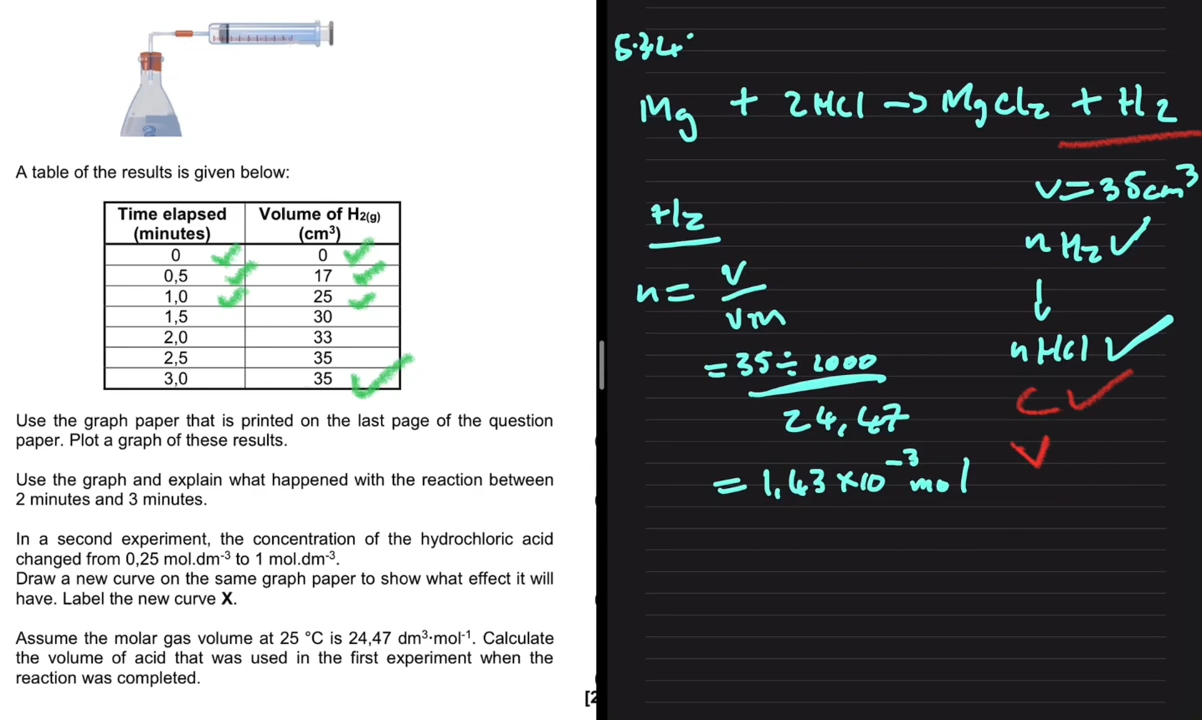 A table of the results is given below:
Time elapsed (minutes) Volume of H2(g) (cm³)
0 0
0,5 17
1,0 25
1,5 30
2,0 33
2,5 35
3,0 35
Use the graph paper that is printed on the last page of the question
paper. Plot a graph of these results.
Use the graph and explain what happened with the reaction between
2 minutes and 3 minutes.
In a second experiment, the concentration of the hydrochloric acid
changed from 0,25 mol.dm-3 to 1 mol.dm-3.
Draw a new curve on the same graph paper to show what effect it will
have. Label the new curve X.
Assume the molar gas volume at 25 °C is 24,47 dm³·mol-1. Calculate
the volume of acid that was used in the first experiment when the
reaction was completed.
[2
5.3.4.
Mg + 2HCl -> MgCl2 + H2
V = 35cm³
nH2
↓
nHCl
C
V
H2
n = V
Vm
= 35 ÷ 1000
24,47
= 1,43 × 10-3 mol